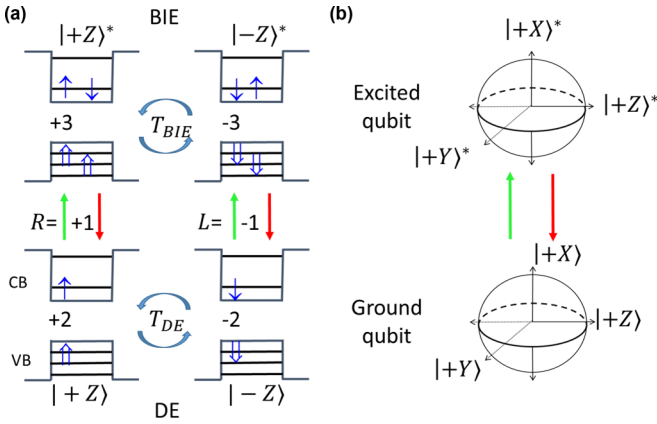 (a)
BIE
|+Z⟩*
|−Z⟩*
+3
T_BIE
-3
R= +1
L= -1
CB
+2
T_DE
-2
VB
|+Z⟩
|−Z⟩
DE
(b)
|+X⟩*
Excited
qubit
|+Z⟩*
|+Y⟩*
|+X⟩
Ground
qubit
|+Z⟩
|+Y⟩